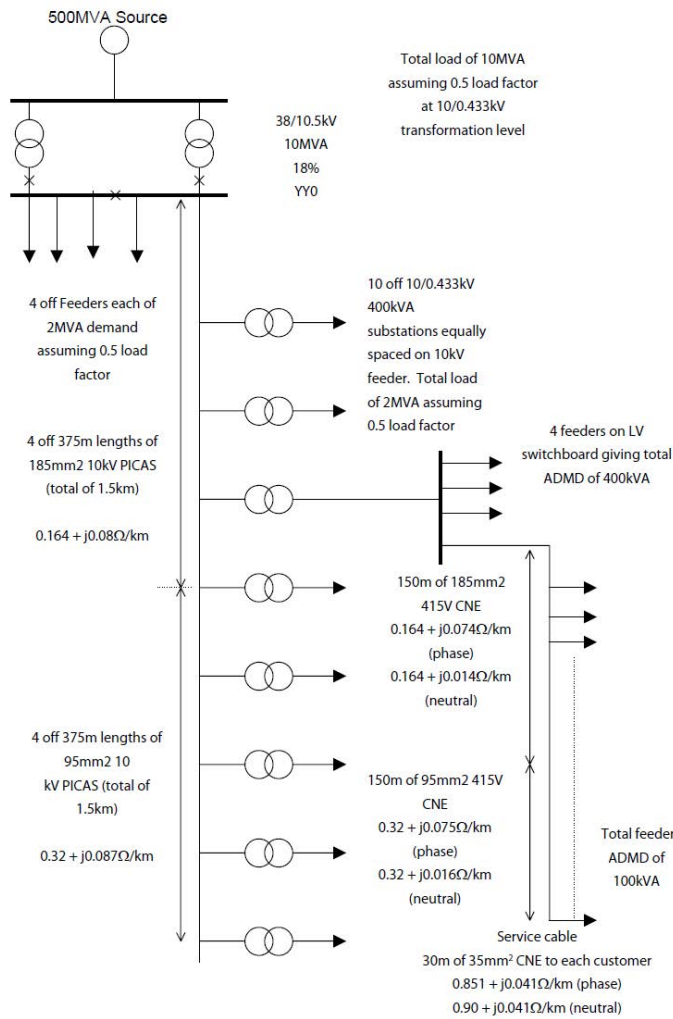 500MVA Source
Total load of 10MVA
assuming 0.5 load factor
at 10/0.433kV
transformation level
38/10.5kV
10MVA
18%
YY0
4 off Feeders each of
2MVA demand
assuming 0.5 load
factor
10 off 10/0.433kV
400kVA
substations equally
spaced on 10kV
feeder. Total load
of 2MVA assuming
0.5 load factor
4 off 375m lengths of
185mm2 10kV PICAS
(total of 1.5km)
0.164 + j0.08Ω/km
4 feeders on LV
switchboard giving total
ADMD of 400kVA
150m of 185mm2
415V CNE
0.164 + j0.074Ω/km
(phase)
0.164 + j0.014Ω/km
(neutral)
4 off 375m lengths of
95mm2 10
kV PICAS (total of
1.5km)
0.32 + j0.087Ω/km
150m of 95mm2 415V
CNE
0.32 + j0.075Ω/km
(phase)
0.32 + j0.016Ω/km
(neutral)
Total feeder
ADMD of
100kVA
Service cable
30m of 35mm² CNE to each customer
0.851 + j0.041Ω/km (phase)
0.90 + j0.041Ω/km (neutral)